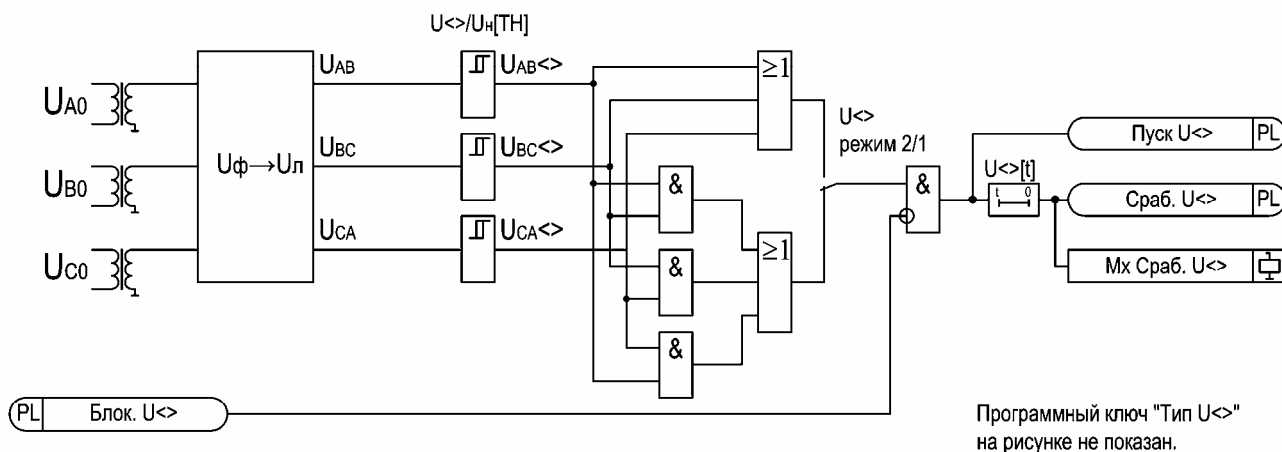 U<>/Uн[ТН]
UAB
UAB<>
≥1
UA0
U<>
режим 2/1
Пуск U<>
PL
Uф→Uл
UBC
UBC<>
&
&
U<>[t]
t
0
UB0
Сраб. U<>
PL
UCA
UCA<>
≥1
UC0
&
Мх Сраб. U<>
&
PL
Блок. U<>
Программный ключ "Тип U<>"
на рисунке не показан.